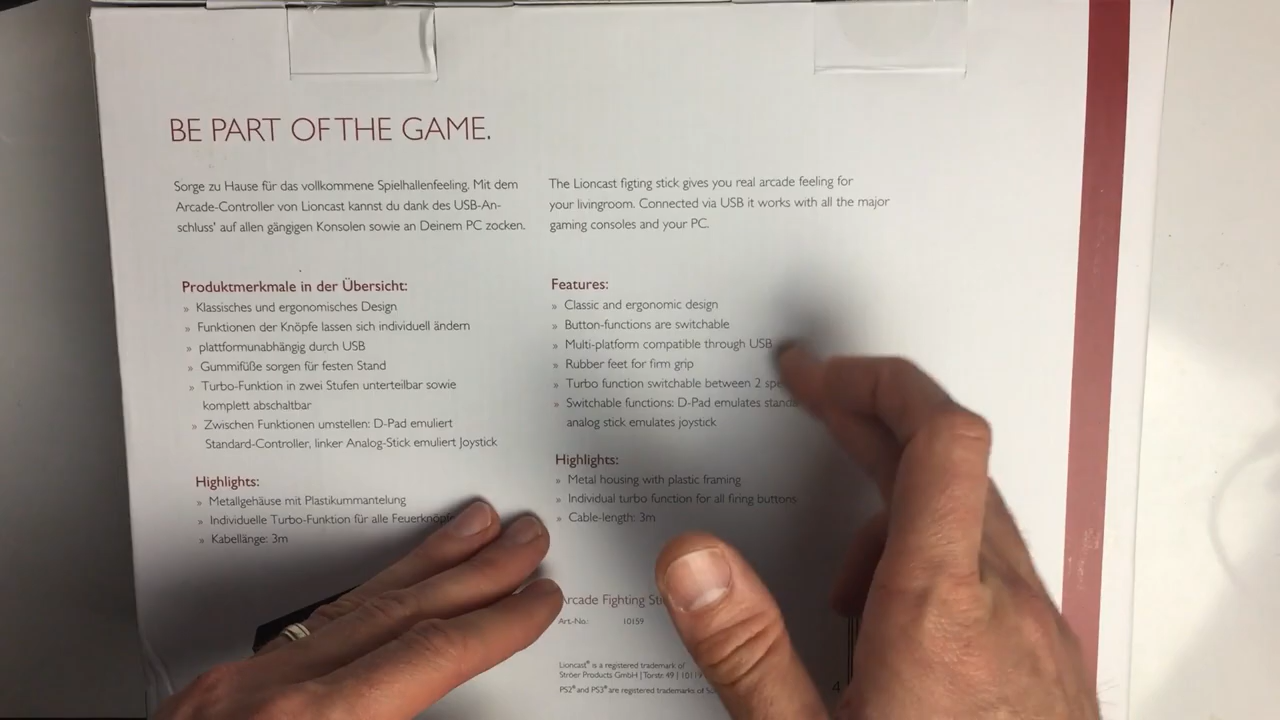 BE PART OF THE GAME.
Sorge zu Hause für das vollkommene Spielhallenfeeling. Mit dem
Arcade-Controller von Lioncast kannst du dank des USB-An-
schluss' auf allen gängigen Konsolen sowie an Deinem PC zocken.
Produktmerkmale in der Übersicht:
» Klassisches und ergonomisches Design
» Funktionen der Knöpfe lassen sich individuell ändern
» plattformunabhängig durch USB
» Gummifüße sorgen für festen Stand
» Turbo-Funktion in zwei Stufen unterteilbar sowie
komplett abschaltbar
» Zwischen Funktionen umstellen: D-Pad emuliert
Standard-Controller, linker Analog-Stick emuliert Joystick
Highlights:
» Metallgehäuse mit Plastikummantelung
» Individuelle Turbo-Funktion für alle Feuerknöpfe
» Kabellänge: 3m
The Lioncast figting stick gives you real arcade feeling for
your livingroom. Connected via USB it works with all the major
gaming consoles and your PC.
Features:
» Classic and ergonomic design
» Button-functions are switchable
» Multi-platform compatible through USB
» Rubber feet for firm grip
» Turbo function switchable between 2
» Switchable functions: D-Pad emulates
analog stick emulates joystick
Highlights:
» Metal housing with plastic framing
» Individual turbo function for all firing buttons
» Cable-length: 3m
Arcade Fighting
Art.-No.: 10159
Lioncast® is a registered trademark of
Ströer Products GmbH | Torstr. 49 |
PS2® and PS3® are registered trademarks of
4